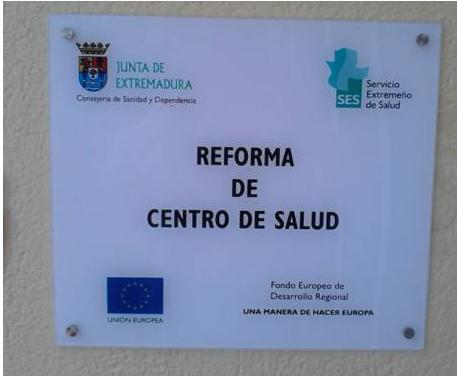 JUNTA DE
EXTREMADURA
Consejería de Sanidad y Dependencia
SES
Servicio
Extremeño
de Salud
REFORMA
DE
CENTRO DE SALUD
UNIÓN EUROPEA
Fondo Europeo de
Desarrollo Regional
UNA MANERA DE HACER EUROPA